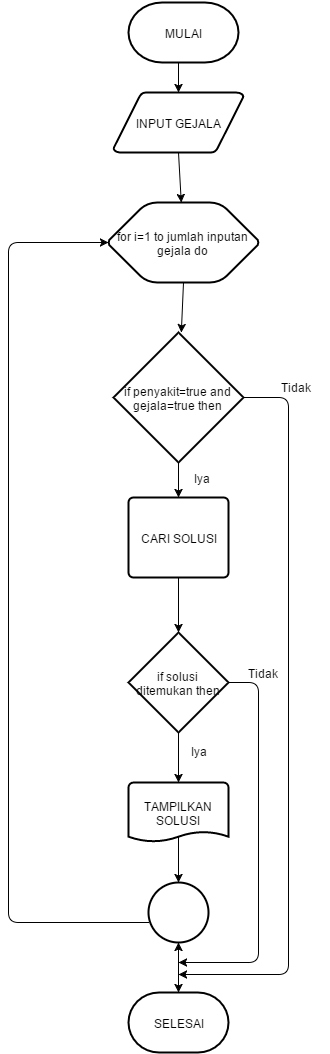 MULAI
INPUT GEJALA
for i=1 to jumlah inputan
gejala do
if penyakit=true and
gejala=true then
Tidak
Iya
CARI SOLUSI
if solusi
ditemukan then
Tidak
Iya
TAMPILKAN
SOLUSI
SELESAI